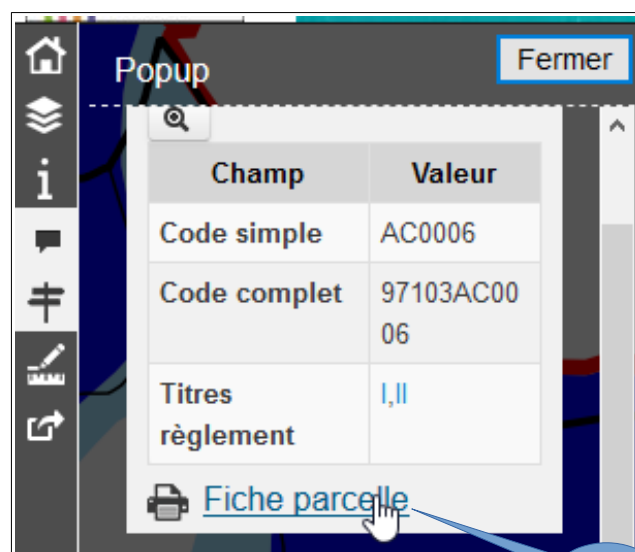 Popup
Fermer
Champ Valeur
Code simple AC0006
Code complet 97103AC00
06
Titres I,II
règlement
Fiche parcelle